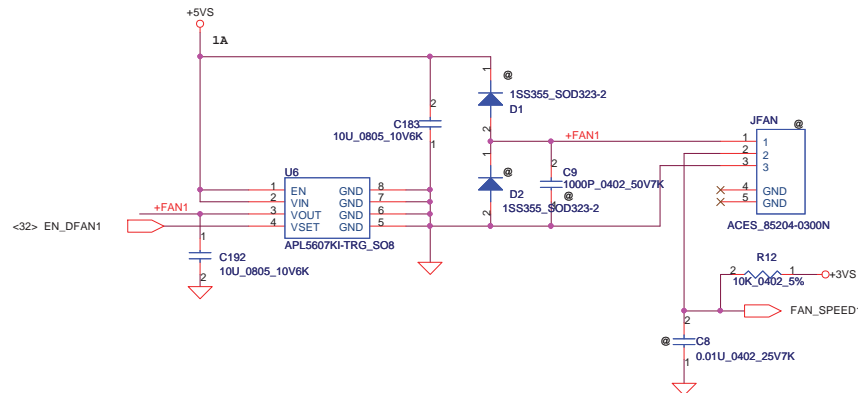 +5VS
1A
1
@
1SS355_SOD323-2
D1
2
2
C183
10U_0805_10V6K
1
JFAN
@
+FAN1
1 1
2 2
3 3
4 GND
5 GND
ACES_85204-0300N
1
@
D2
2 1SS355_SOD323-2
2
C9
1000P_0402_50V7K
1
@
U6
1 EN GND 8
2 VIN GND 7
3 VOUT GND 6
4 VSET GND 5
APL5607KI-TRG_SO8
+FAN1
<32> EN_DFAN1
1
C192
10U_0805_10V6K
2
R12
2 1
10K_0402_5%
+3VS
FAN_SPEED1
2
@ C8
0.01U_0402_25V7K
1